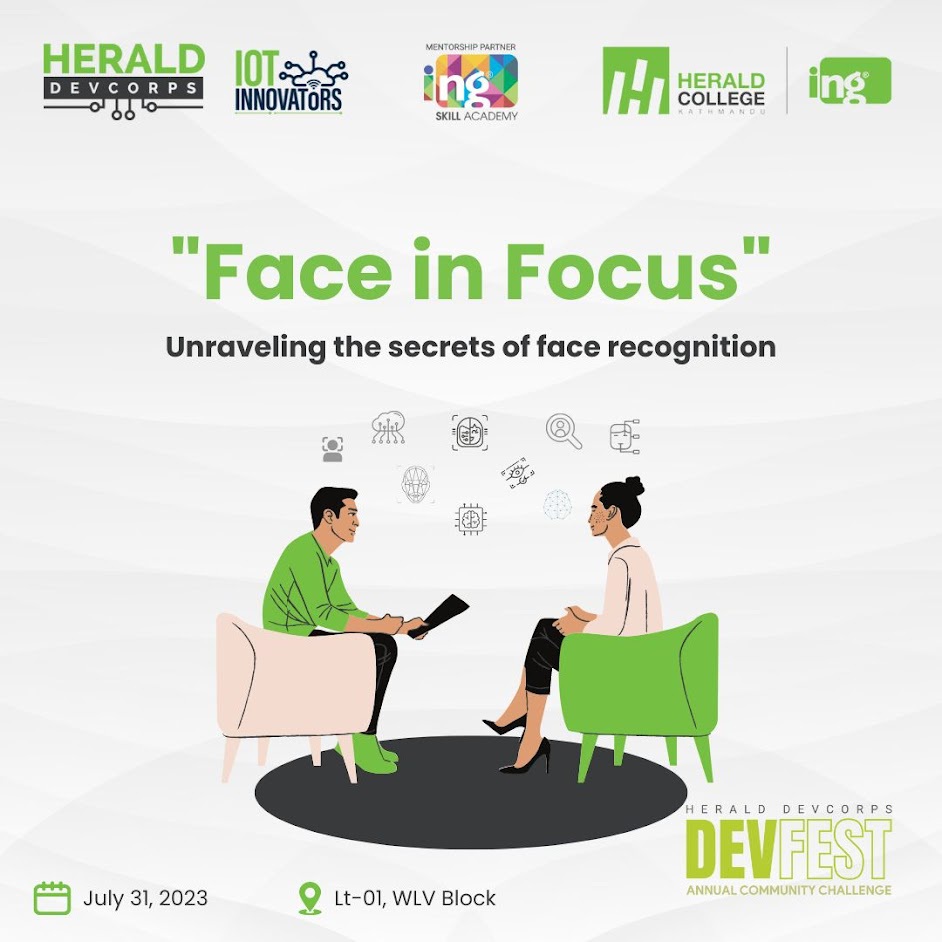 HERALD
DEVCORPS
IOT
INNOVATORS
MENTORSHIP PARTNER
ing®
SKILL ACADEMY
HERALD
COLLEGE
KATHMANDU
ing®
"Face in Focus"
Unraveling the secrets of face recognition
HERALD DEVCORPS
DEVFEST
ANNUAL COMMUNITY CHALLENGE
July 31, 2023
Lt-01, WLV Block